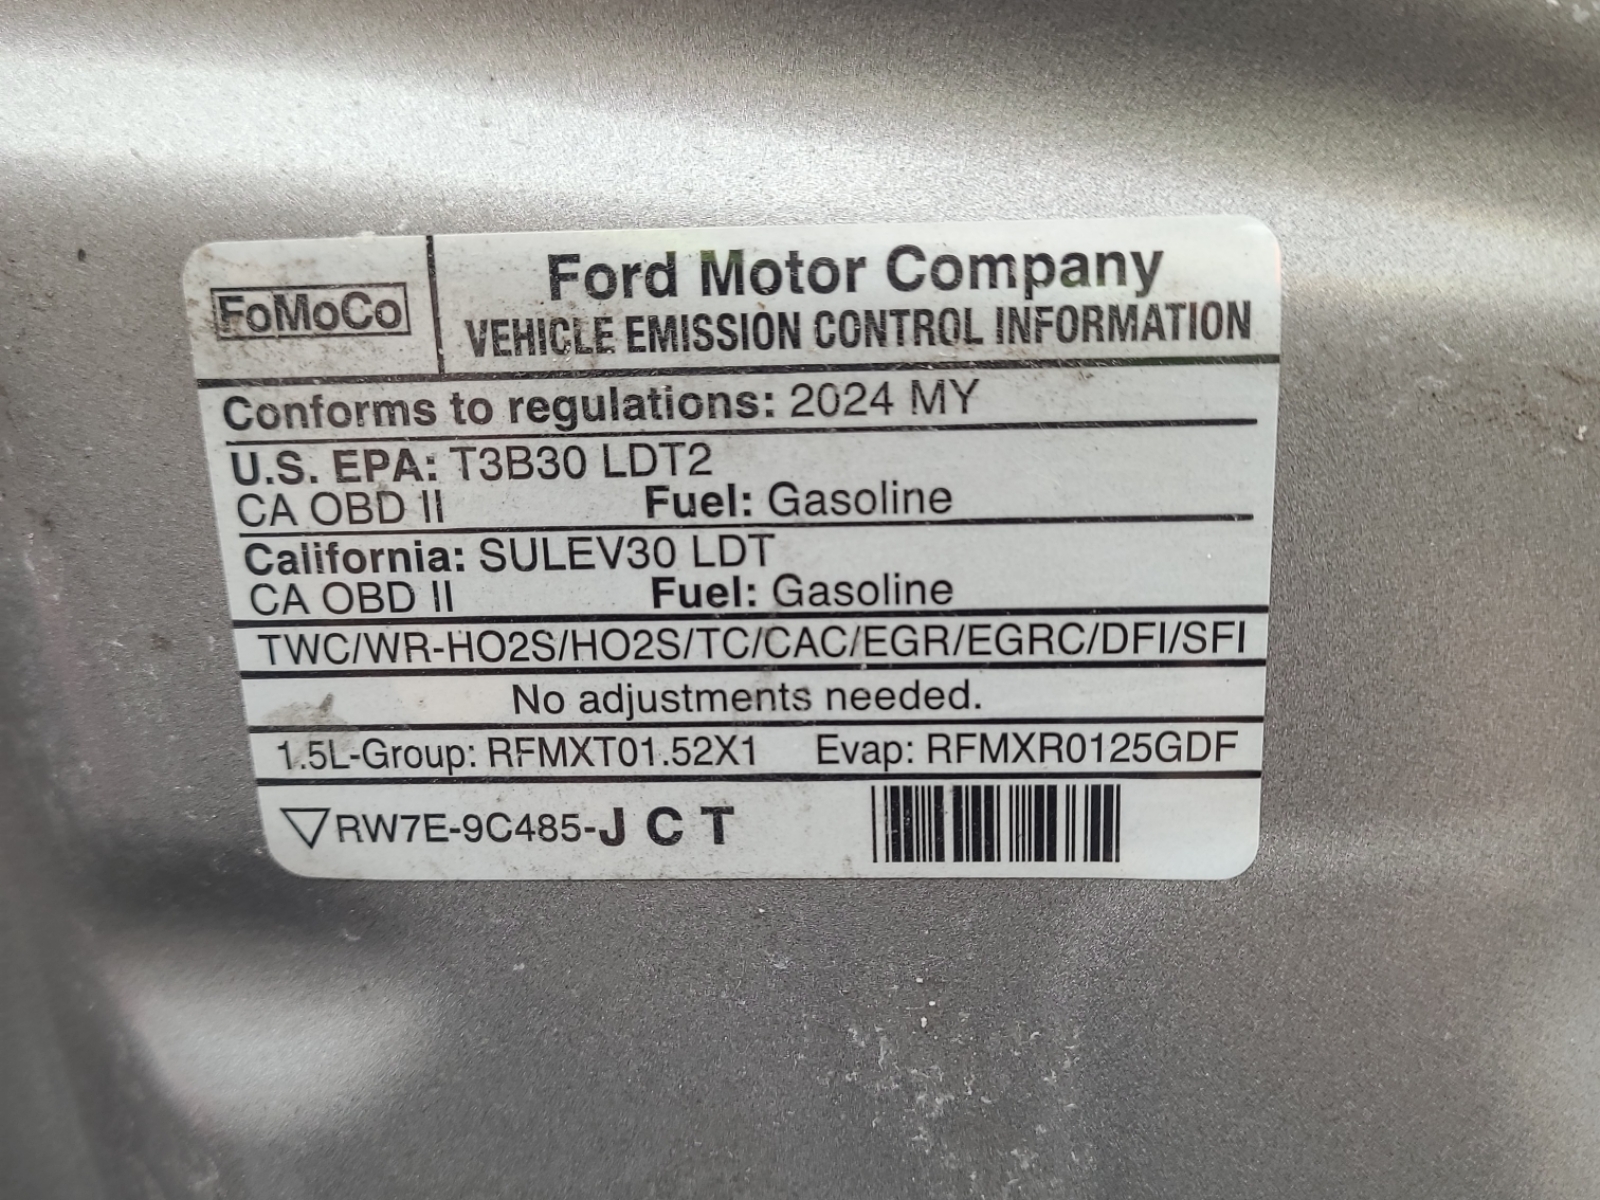 FoMoCo
Ford Motor Company
VEHICLE EMISSION CONTROL INFORMATION
Conforms to regulations: 2024 MY
U.S. EPA: T3B30 LDT2
CA OBD II Fuel: Gasoline
California: SULEV30 LDT
CA OBD II Fuel: Gasoline
TWC/WR-HO2S/HO2S/TC/CAC/EGR/EGRC/DFI/SFI
No adjustments needed.
1.5L-Group: RFMXT01.52X1 Evap: RFMXR0125GDF
RW7E-9C485-J C T